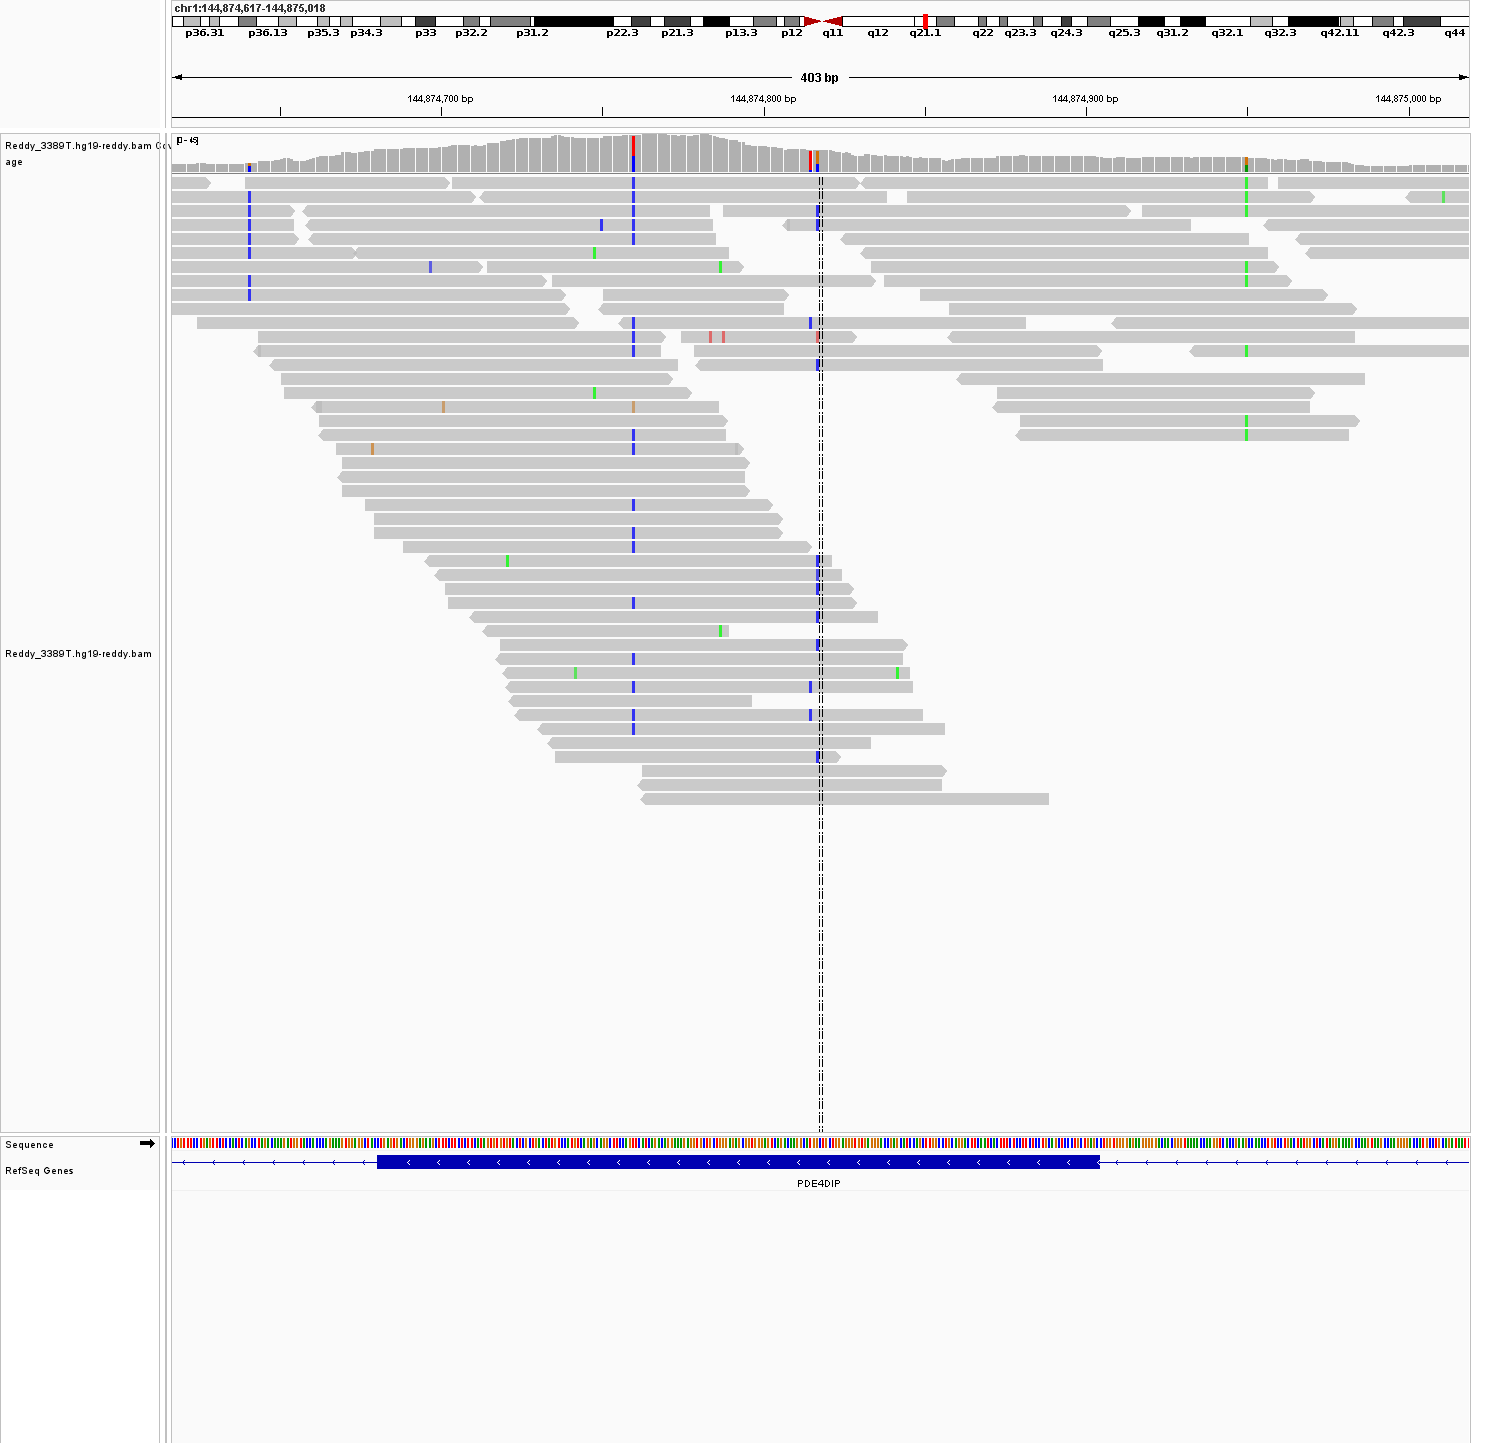 chr1:144,874,617-144,875,018
p36.31 p36.13 p35.3 p34.3 p33 p32.2 p31.2 p22.3 p21.3 p13.3 p12 q11 q12 q21.1 q22 q23.3 q24.3 q25.3 q31.2 q32.1 q32.3 q42.11 q42.3 q44
403 bp
144,874,700 bp 144,874,800 bp 144,874,900 bp 144,875,000 bp
Reddy_3389T.hg19-reddy.bam Cov
age
[0 - 45]
Reddy_3389T.hg19-reddy.bam
Sequence
RefSeq Genes
PDE4DIP